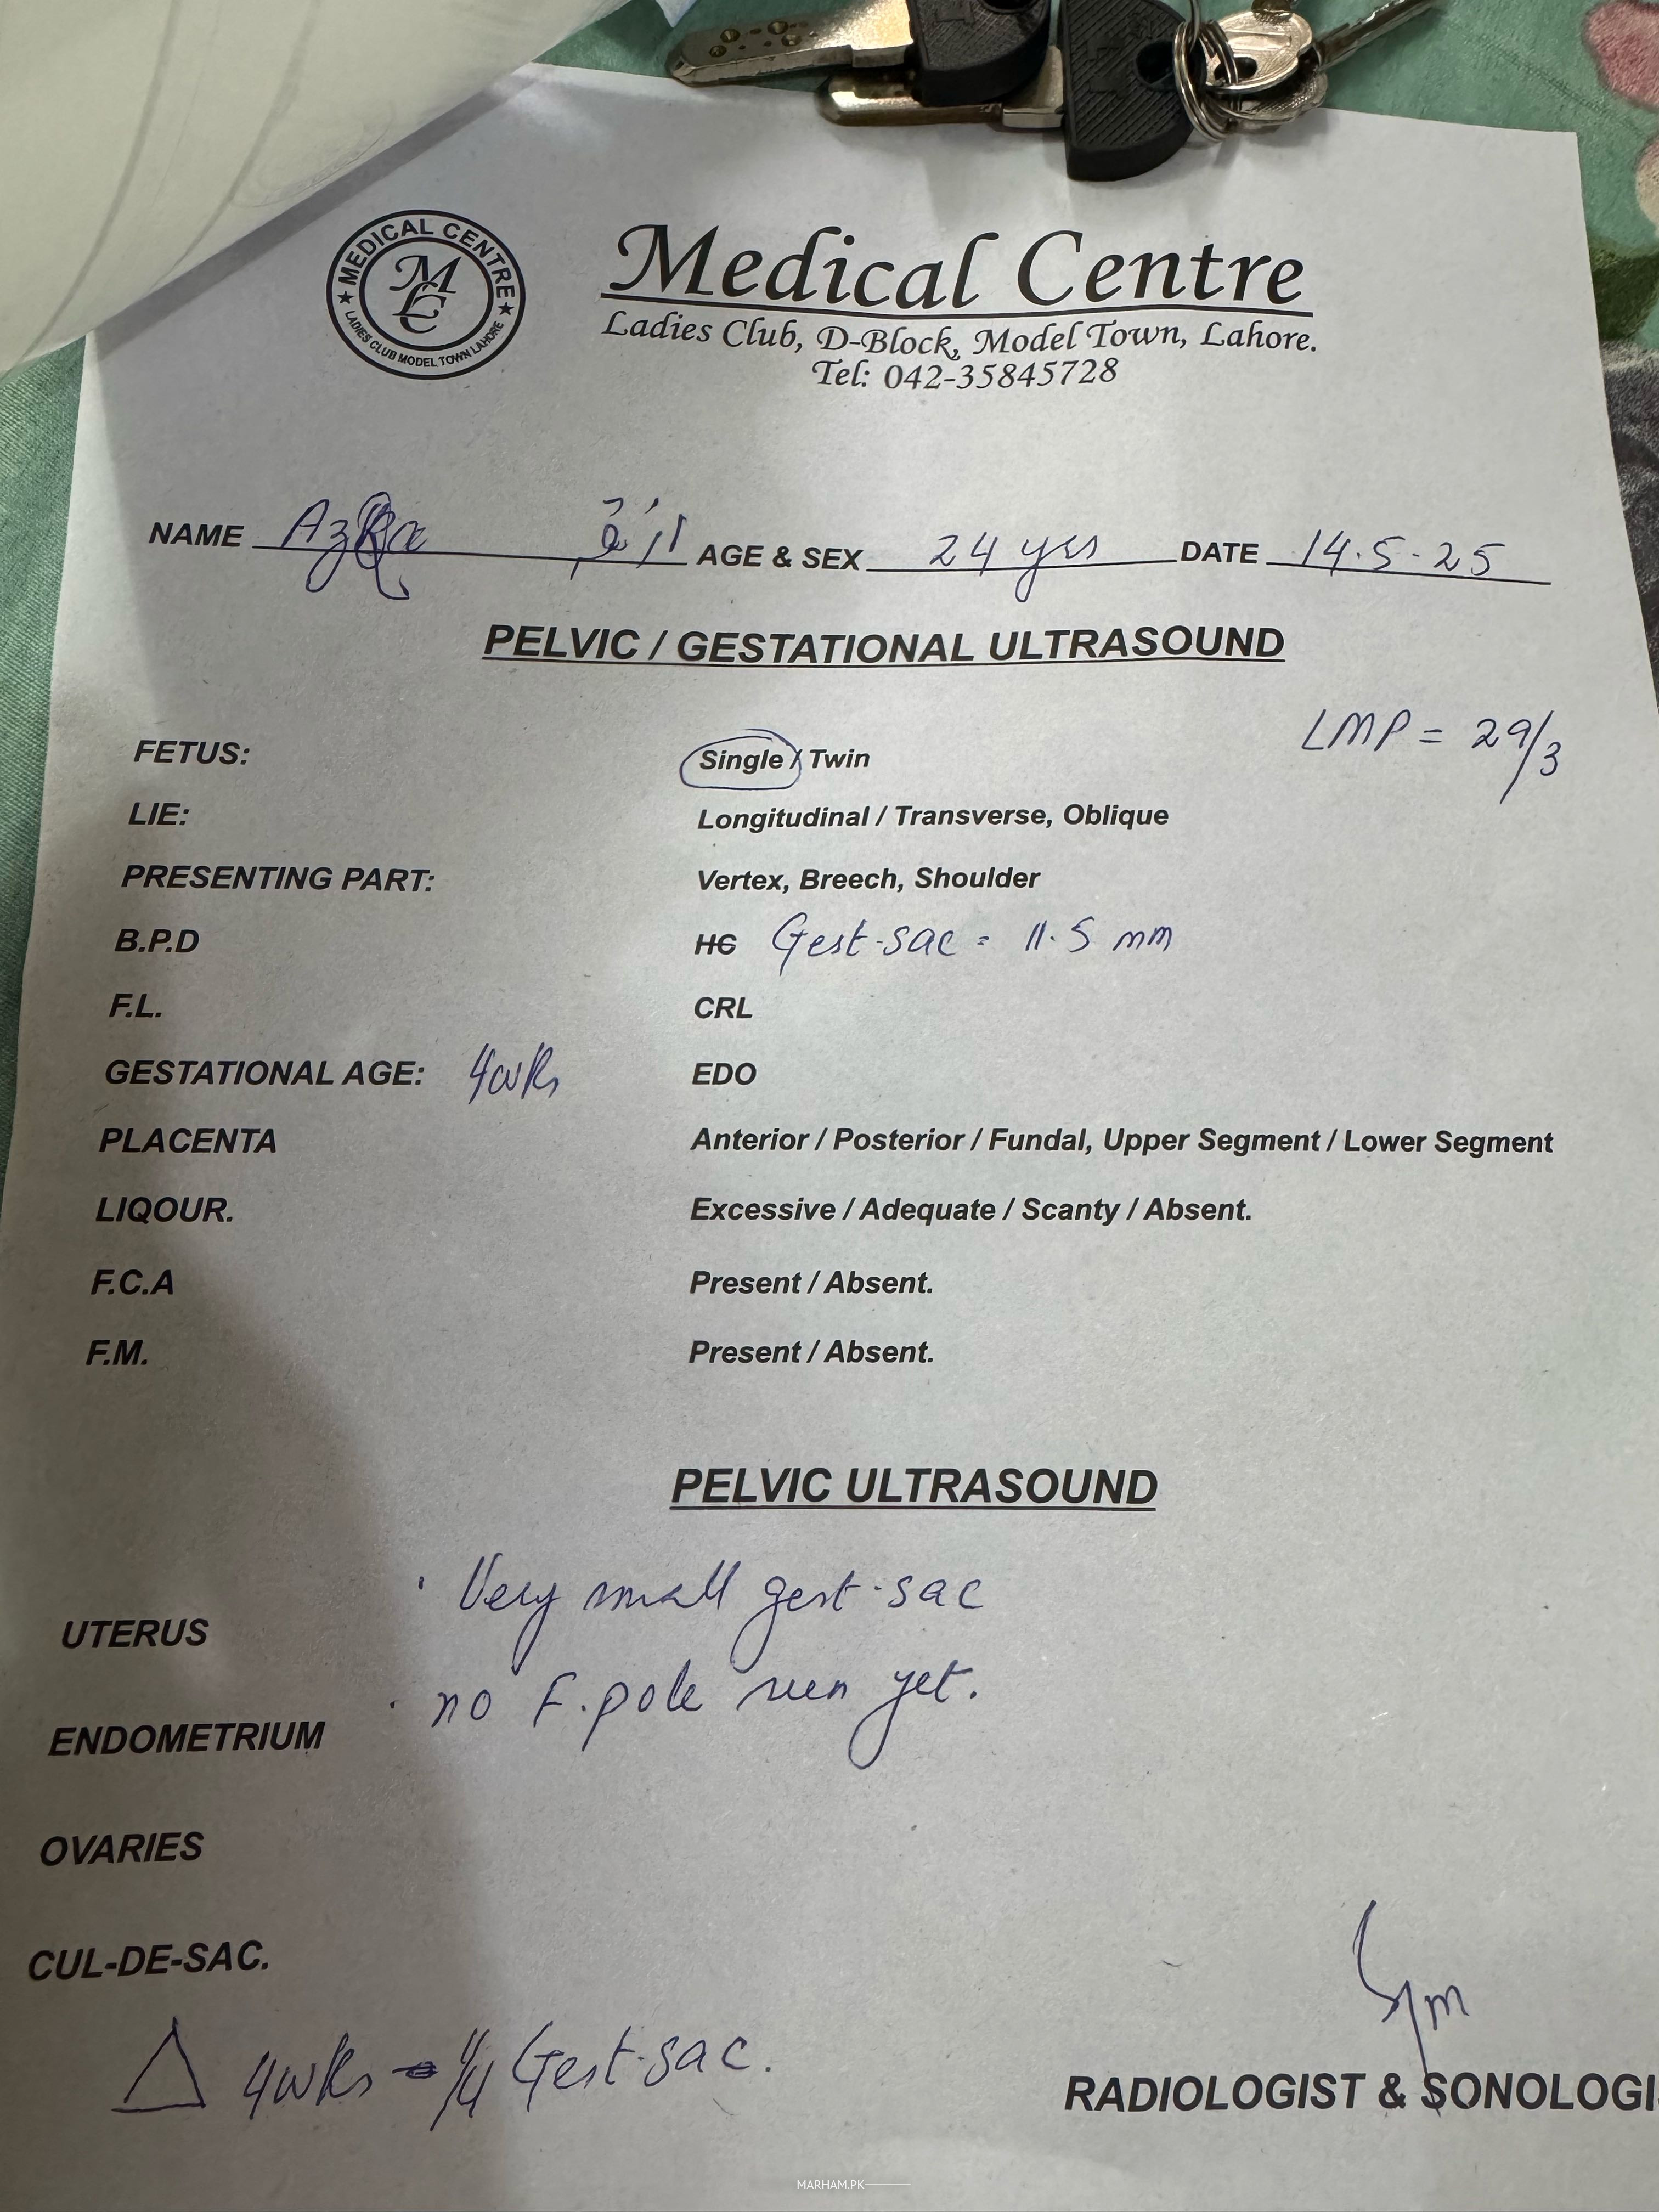 MEDICAL CENTRE
MEC
LADIES CLUB MODEL TOWN LAHORE
Medical Centre
Ladies Club, D-Block, Model Town, Lahore.
Tel: 042-35845728
NAME AGE & SEX 24 yrs DATE 14.5.25
PELVIC / GESTATIONAL ULTRASOUND
LMP = 29/3
FETUS: Single / Twin
LIE: Longitudinal / Transverse, Oblique
PRESENTING PART: Vertex, Breech, Shoulder
B.P.D HC Gest-sac = 11.5 mm
F.L. CRL
GESTATIONAL AGE: 4wks EDO
PLACENTA Anterior / Posterior / Fundal, Upper Segment / Lower Segment
LIQOUR. Excessive / Adequate / Scanty / Absent.
F.C.A Present / Absent.
F.M. Present / Absent.
PELVIC ULTRASOUND
· Very small gest-sac
UTERUS
· no F.pole seen yet.
ENDOMETRIUM
OVARIES
CUL-DE-SAC.
△ 4wks Gest-sac.
RADIOLOGIST & SONOLOGI
MARHAM.PK